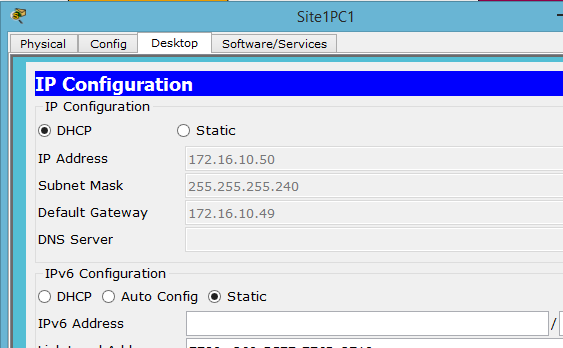 Site1PC1
Physical Config Desktop Software/Services
IP Configuration
IP Configuration
DHCP Static
IP Address 172.16.10.50
Subnet Mask 255.255.255.240
Default Gateway 172.16.10.49
DNS Server
IPv6 Configuration
DHCP Auto Config Static
IPv6 Address /